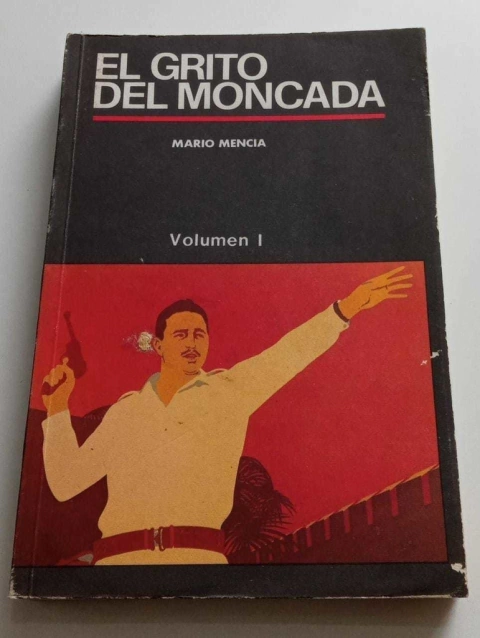 EL GRITO
DEL MONCADA
MARIO MENCIA
Volumen I